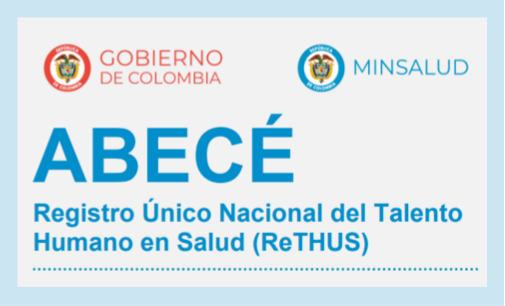 GOBIERNO
DE COLOMBIA
MINSALUD
ABECÉ
Registro Único Nacional del Talento
Humano en Salud (ReTHUS)